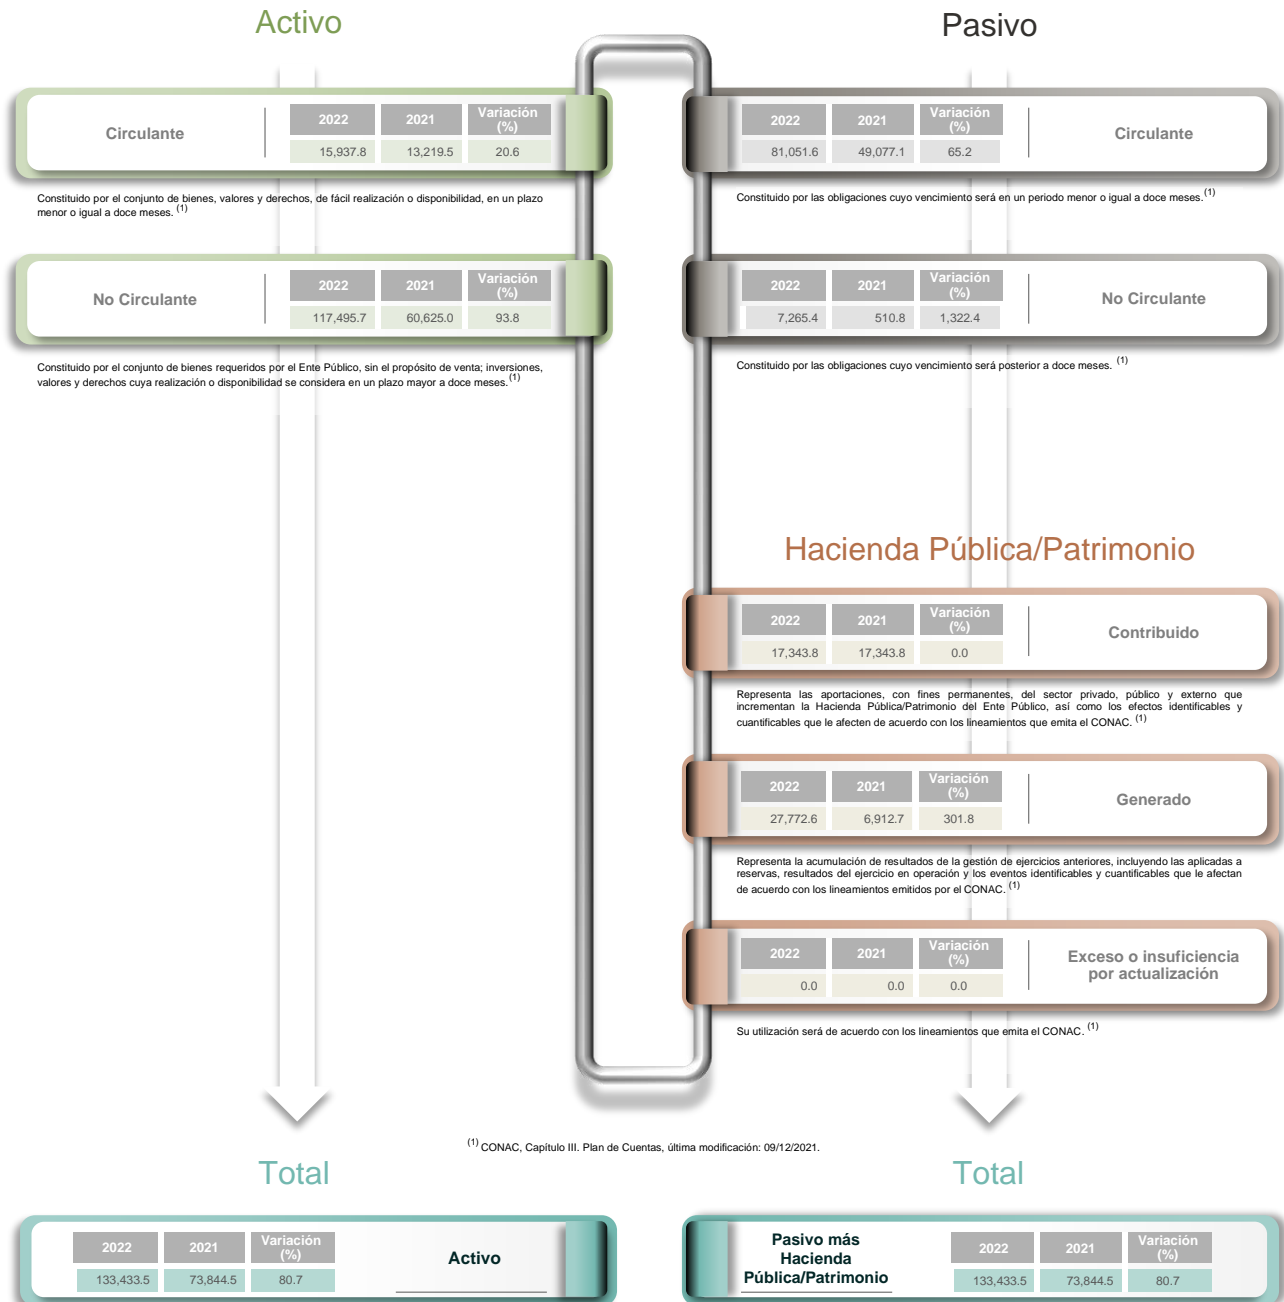 Activo
Circulante
2022 2021 Variación (%)
15,937.8 13,219.5 20.6
Constituido por el conjunto de bienes, valores y derechos, de fácil realización o disponibilidad, en un plazo
menor o igual a doce meses. (1)
No Circulante
2022 2021 Variación (%)
117,495.7 60,625.0 93.8
Constituido por el conjunto de bienes requeridos por el Ente Público, sin el propósito de venta; inversiones,
valores y derechos cuya realización o disponibilidad se considera en un plazo mayor a doce meses.(1)
Pasivo
2022 2021 Variación (%)
81,051.6 49,077.1 65.2
Circulante
Constituido por las obligaciones cuyo vencimiento será en un periodo menor o igual a doce meses.(1)
2022 2021 Variación (%)
7,265.4 510.8 1,322.4
No Circulante
Constituido por las obligaciones cuyo vencimiento será posterior a doce meses. (1)
Hacienda Pública/Patrimonio
2022 2021 Variación (%)
17,343.8 17,343.8 0.0
Contribuido
Representa las aportaciones, con fines permanentes, del sector privado, público y externo que
incrementan la Hacienda Pública/Patrimonio del Ente Público, así como los efectos identificables y
cuantificables que le afecten de acuerdo con los lineamientos que emita el CONAC. (1)
2022 2021 Variación (%)
27,772.6 6,912.7 301.8
Generado
Representa la acumulación de resultados de la gestión de ejercicios anteriores, incluyendo las aplicadas a
reservas, resultados del ejercicio en operación y los eventos identificables y cuantificables que le afectan
de acuerdo con los lineamientos emitidos por el CONAC. (1)
2022 2021 Variación (%)
0.0 0.0 0.0
Exceso o insuficiencia
por actualización
Su utilización será de acuerdo con los lineamientos que emita el CONAC. (1)
(1) CONAC, Capítulo III. Plan de Cuentas, última modificación: 09/12/2021.
Total
2022 2021 Variación (%)
133,433.5 73,844.5 80.7
Activo
Total
Pasivo más
Hacienda
Pública/Patrimonio
2022 2021 Variación (%)
133,433.5 73,844.5 80.7